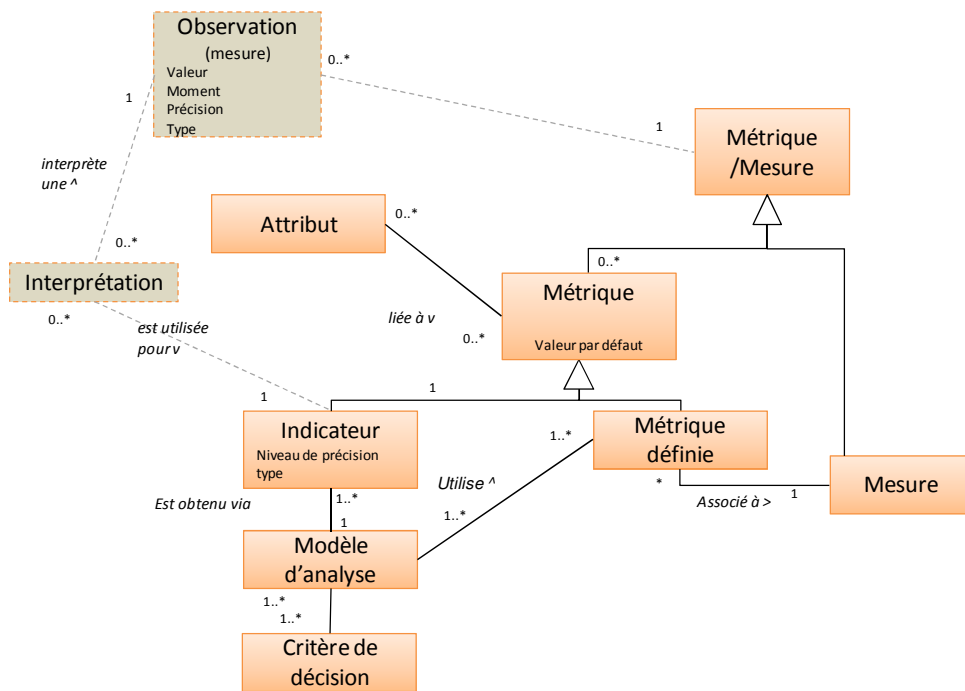 Observation
(mesure)
Valeur
Moment
Précision
Type
0..*
1
1
Métrique
/Mesure
interprète
une ^
Attribut
0..*
0..*
0..*
Interprétation
Métrique
0..*
est utilisée
pour v
liée à v
0..*
Valeur par défaut
1
1
Indicateur
Niveau de précision
type
1..*
Métrique
définie
Utilise ^
*
Associé à >
1
Mesure
Est obtenu via
1..*
1
1..*
Modèle
d’analyse
1..*
1..*
Critère de
décision